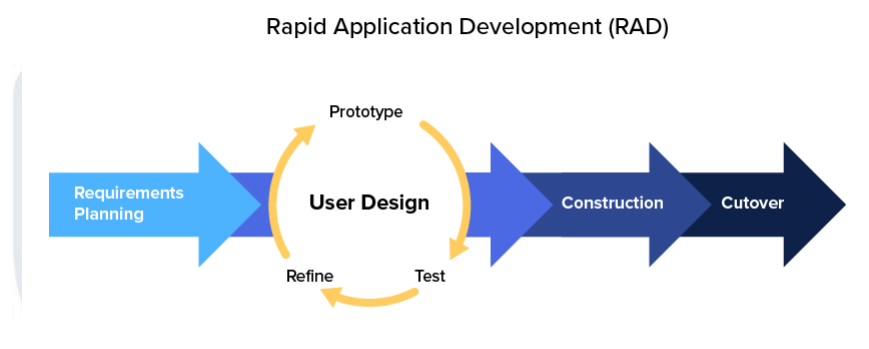 Rapid Application Development (RAD)
Prototype
Requirements
Planning
User Design
Construction
Cutover
Refine
Test